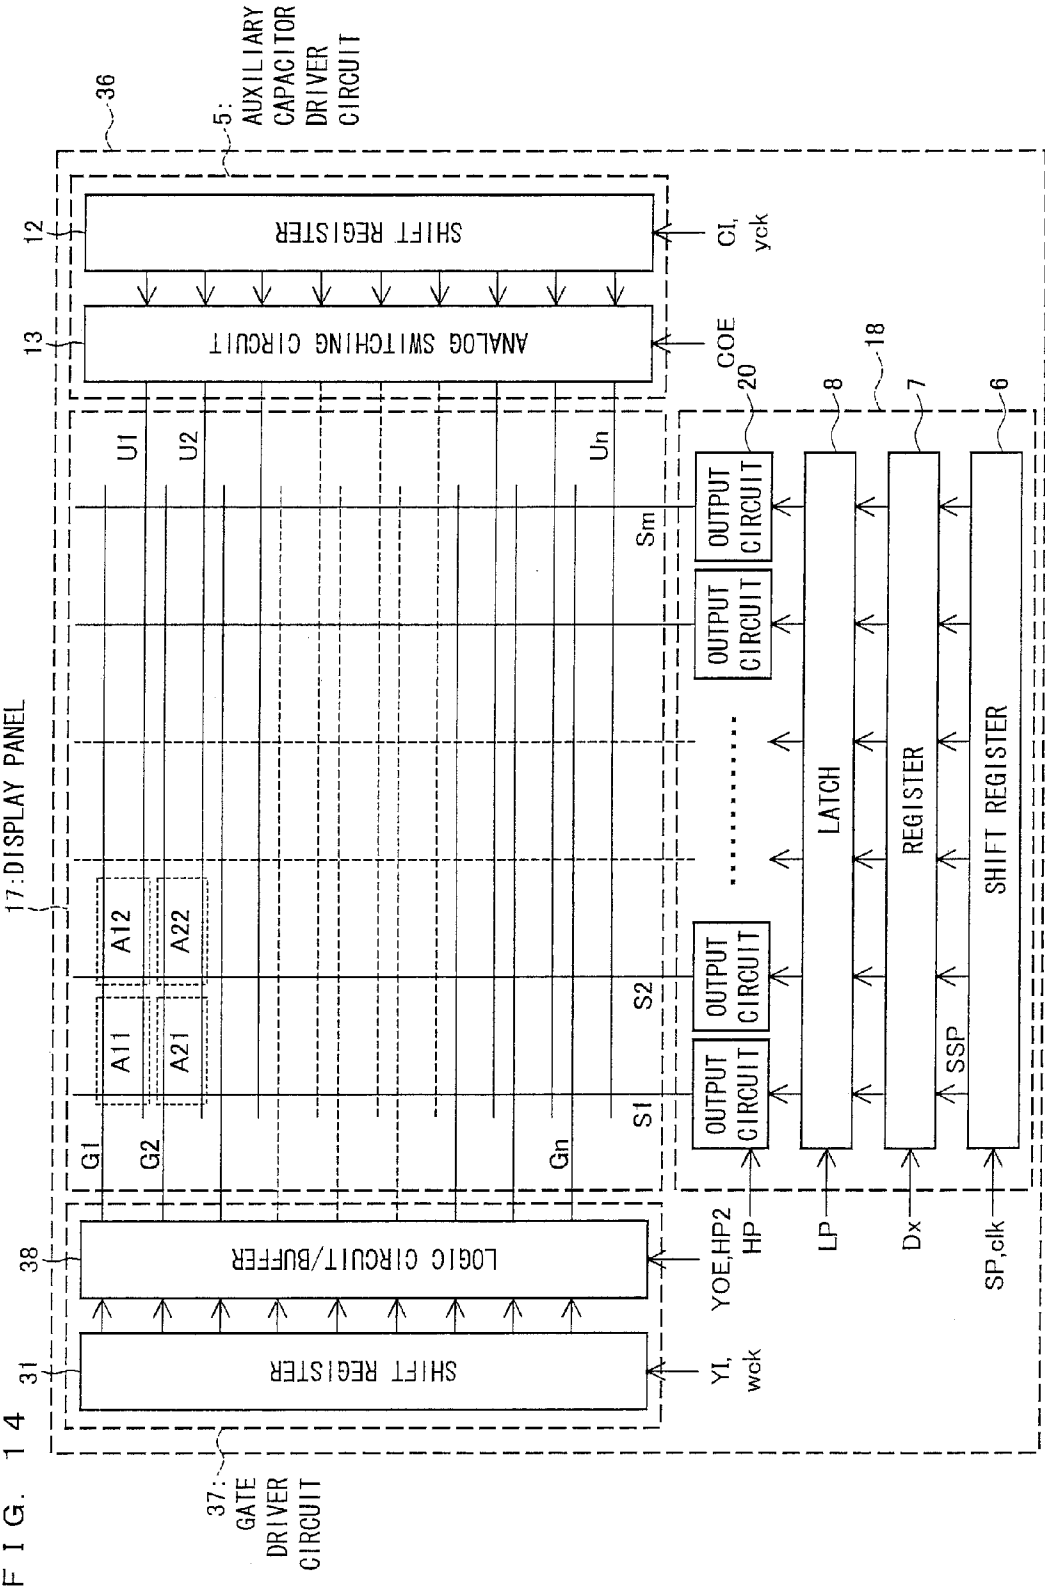 FIG. 14
17:DISPLAY PANEL
36
5:
AUXILIARY
CAPACITOR
DRIVER
CIRCUIT
37:
GATE
DRIVER
CIRCUIT
31
SHIFT REGISTER
YI,
wck
38
LOGIC CIRCUIT/BUFFER
YOE,HP2
G1
G2
Gn
A11
A12
A21
A22
S1
S2
Sm
U1
U2
Un
13
ANALOG SWITCHING CIRCUIT
COE
12
SHIFT REGISTER
CI,
yck
HP
OUTPUT
CIRCUIT
OUTPUT
CIRCUIT
OUTPUT
CIRCUIT
OUTPUT
CIRCUIT
20
LP
LATCH
8
18
Dx
REGISTER
7
SSP
SP,clk
SHIFT REGISTER
6